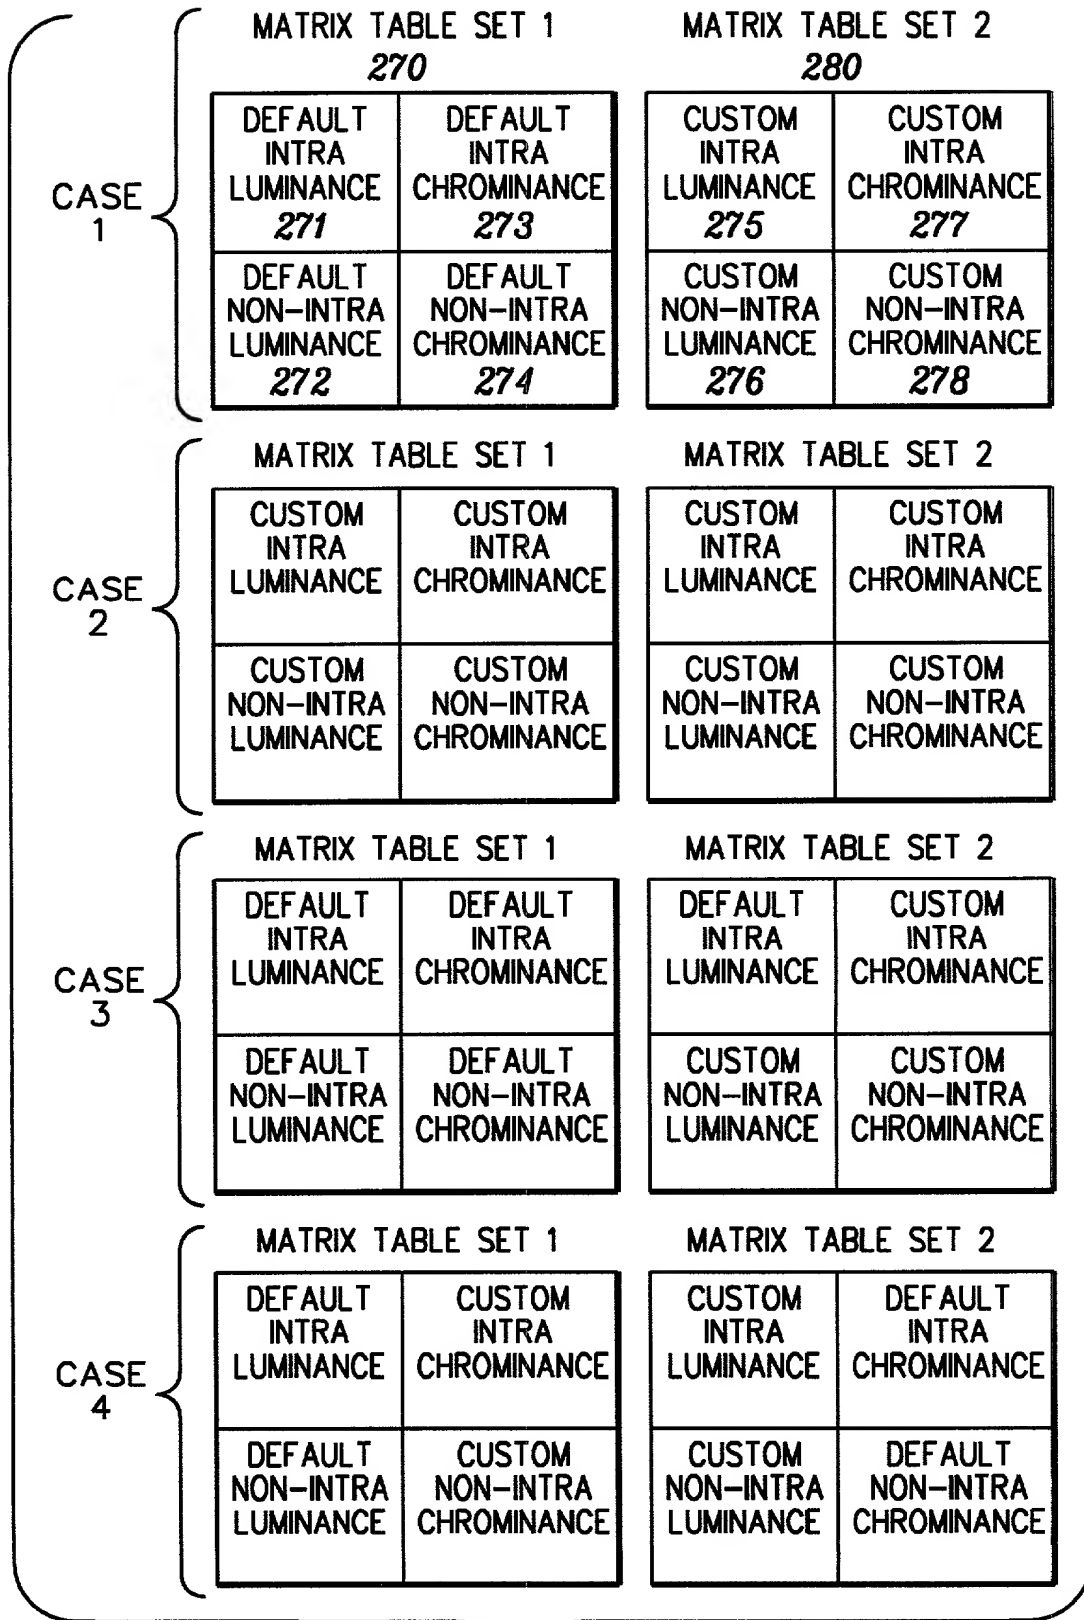 MATRIX TABLE SET 1
270
MATRIX TABLE SET 2
280
CASE
1
DEFAULT
INTRA
LUMINANCE
271
DEFAULT
INTRA
CHROMINANCE
273
CUSTOM
INTRA
LUMINANCE
275
CUSTOM
INTRA
CHROMINANCE
277
DEFAULT
NON-INTRA
LUMINANCE
272
DEFAULT
NON-INTRA
CHROMINANCE
274
CUSTOM
NON-INTRA
LUMINANCE
276
CUSTOM
NON-INTRA
CHROMINANCE
278
MATRIX TABLE SET 1
MATRIX TABLE SET 2
CASE
2
CUSTOM
INTRA
LUMINANCE
CUSTOM
INTRA
CHROMINANCE
CUSTOM
INTRA
LUMINANCE
CUSTOM
INTRA
CHROMINANCE
CUSTOM
NON-INTRA
LUMINANCE
CUSTOM
NON-INTRA
CHROMINANCE
CUSTOM
NON-INTRA
LUMINANCE
CUSTOM
NON-INTRA
CHROMINANCE
MATRIX TABLE SET 1
MATRIX TABLE SET 2
CASE
3
DEFAULT
INTRA
LUMINANCE
DEFAULT
INTRA
CHROMINANCE
DEFAULT
INTRA
LUMINANCE
CUSTOM
INTRA
CHROMINANCE
DEFAULT
NON-INTRA
LUMINANCE
DEFAULT
NON-INTRA
CHROMINANCE
CUSTOM
NON-INTRA
LUMINANCE
CUSTOM
NON-INTRA
CHROMINANCE
MATRIX TABLE SET 1
MATRIX TABLE SET 2
CASE
4
DEFAULT
INTRA
LUMINANCE
CUSTOM
INTRA
CHROMINANCE
CUSTOM
INTRA
LUMINANCE
DEFAULT
INTRA
CHROMINANCE
DEFAULT
NON-INTRA
LUMINANCE
CUSTOM
NON-INTRA
CHROMINANCE
CUSTOM
NON-INTRA
LUMINANCE
DEFAULT
NON-INTRA
CHROMINANCE